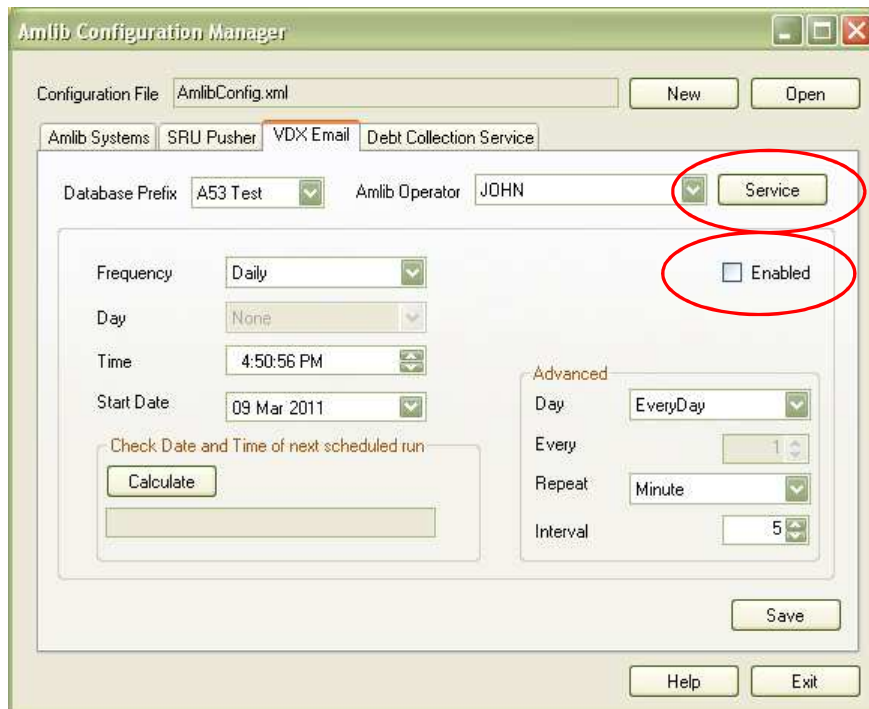 Amlib Configuration Manager
Configuration File AmlibConfig.xml New Open
Amlib Systems SRU Pusher VDX Email Debt Collection Service
Database Prefix A53 Test Amlib Operator JOHN Service
Frequency Daily Enabled
Day None
Time 4:50:56 PM
Start Date 09 Mar 2011
Check Date and Time of next scheduled run
Calculate
Advanced
Day EveryDay
Every 1
Repeat Minute
Interval 5
Save
Help Exit